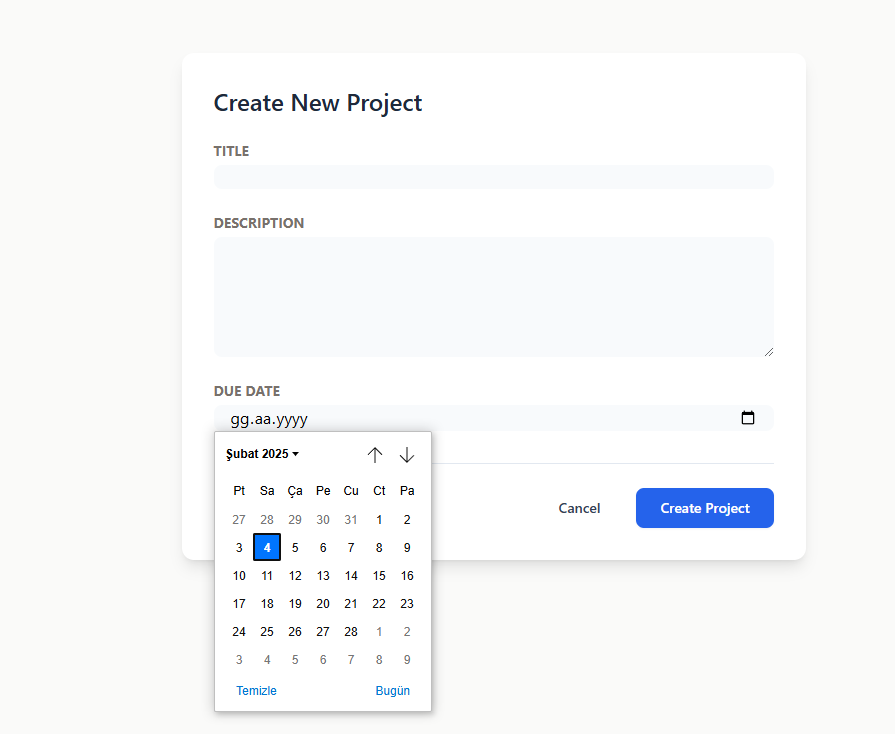 Create New Project
TITLE
DESCRIPTION
DUE DATE
gg.aa.yyyy
Şubat 2025
Pt Sa Ça Pe Cu Ct Pa
27 28 29 30 31 1 2
3 4 5 6 7 8 9
10 11 12 13 14 15 16
17 18 19 20 21 22 23
24 25 26 27 28 1 2
3 4 5 6 7 8 9
Temizle Bugün
Cancel Create Project